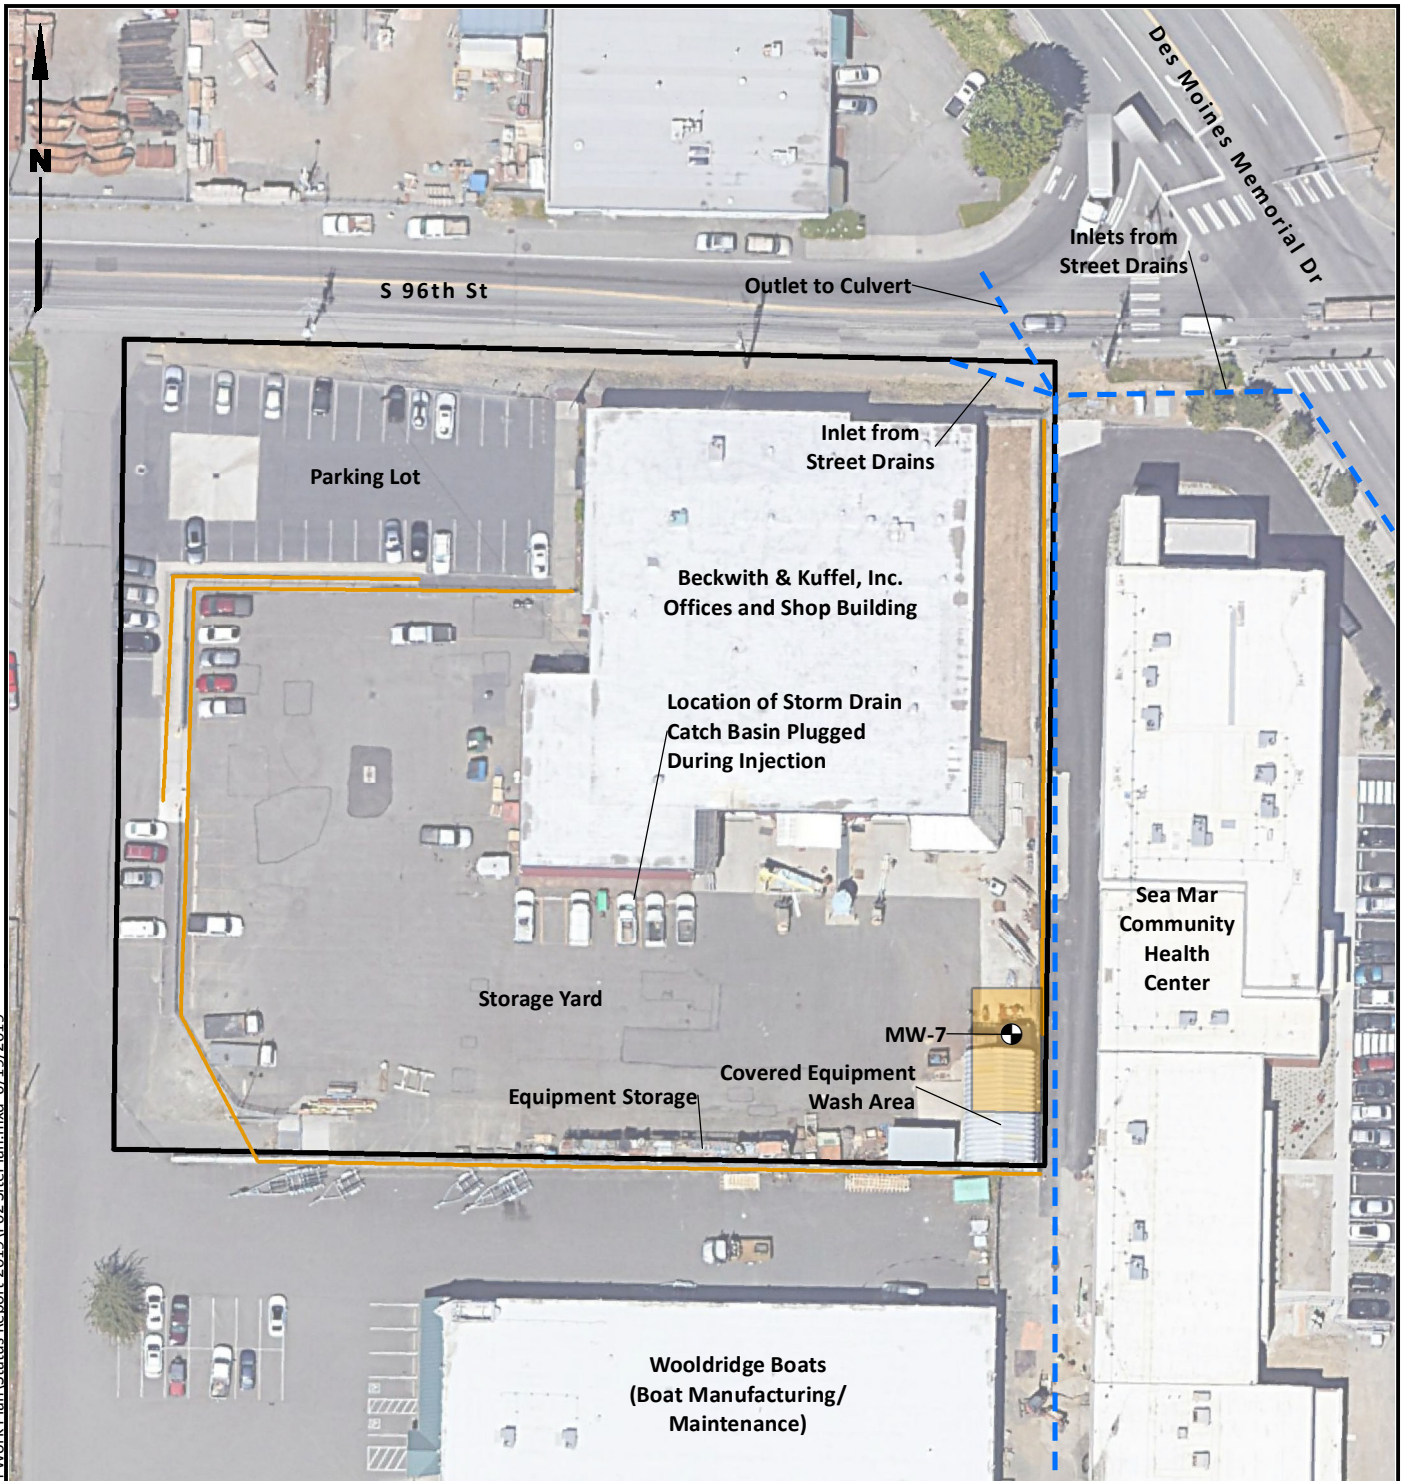 Des Moines Memorial Dr
N
Inlets from
Street Drains
Outlet to Culvert
S 96th St
Inlet from
Street Drains
Parking Lot
Beckwith & Kuffel, Inc.
Offices and Shop Building
Location of Storm Drain
Catch Basin Plugged
During Injection
Sea Mar
Community
Health
Center
Storage Yard
MW-7
Covered Equipment
Wash Area
Equipment Storage
Wooldridge Boats
(Boat Manufacturing/
Maintenance)